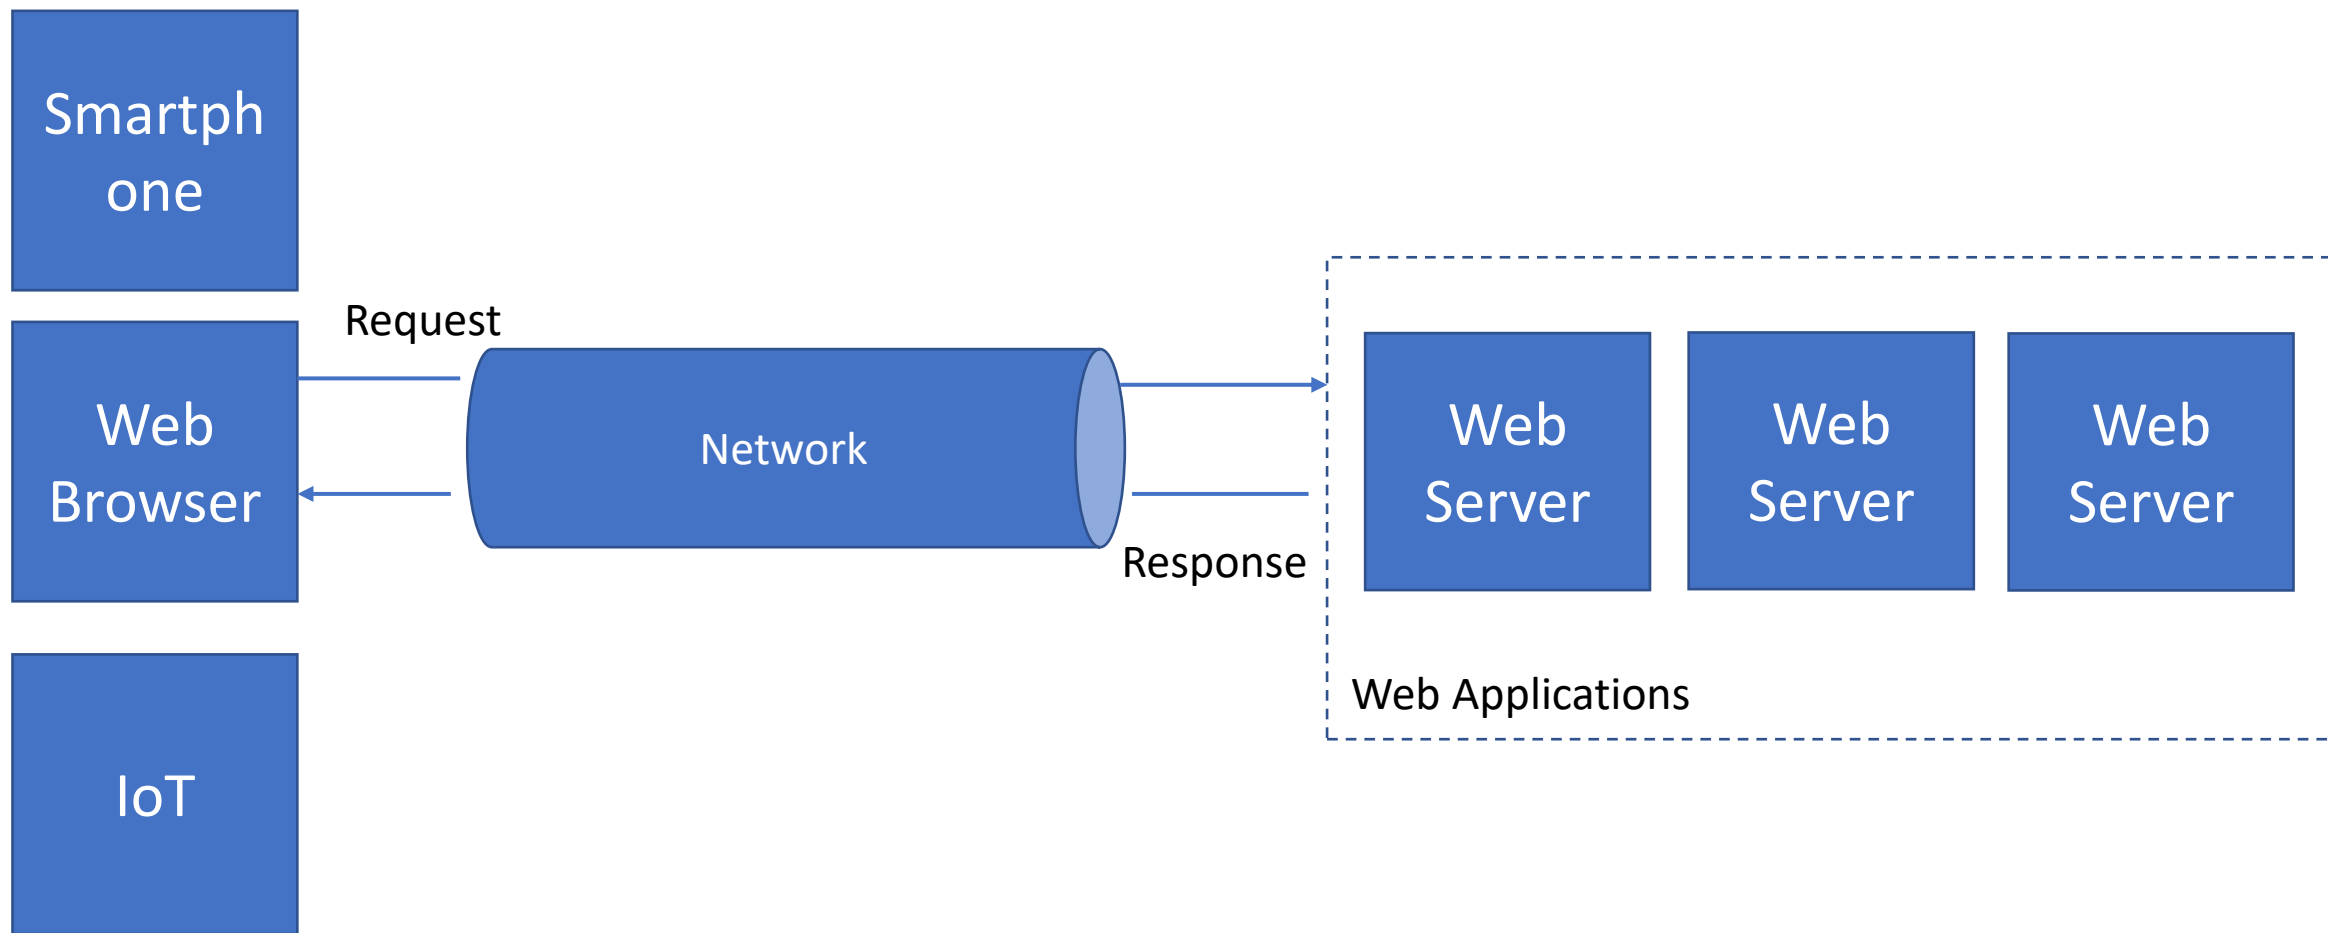 Smartph
one
Request
Web
Browser
Network
Response
IoT
Web
Server
Web
Server
Web
Server
Web Applications